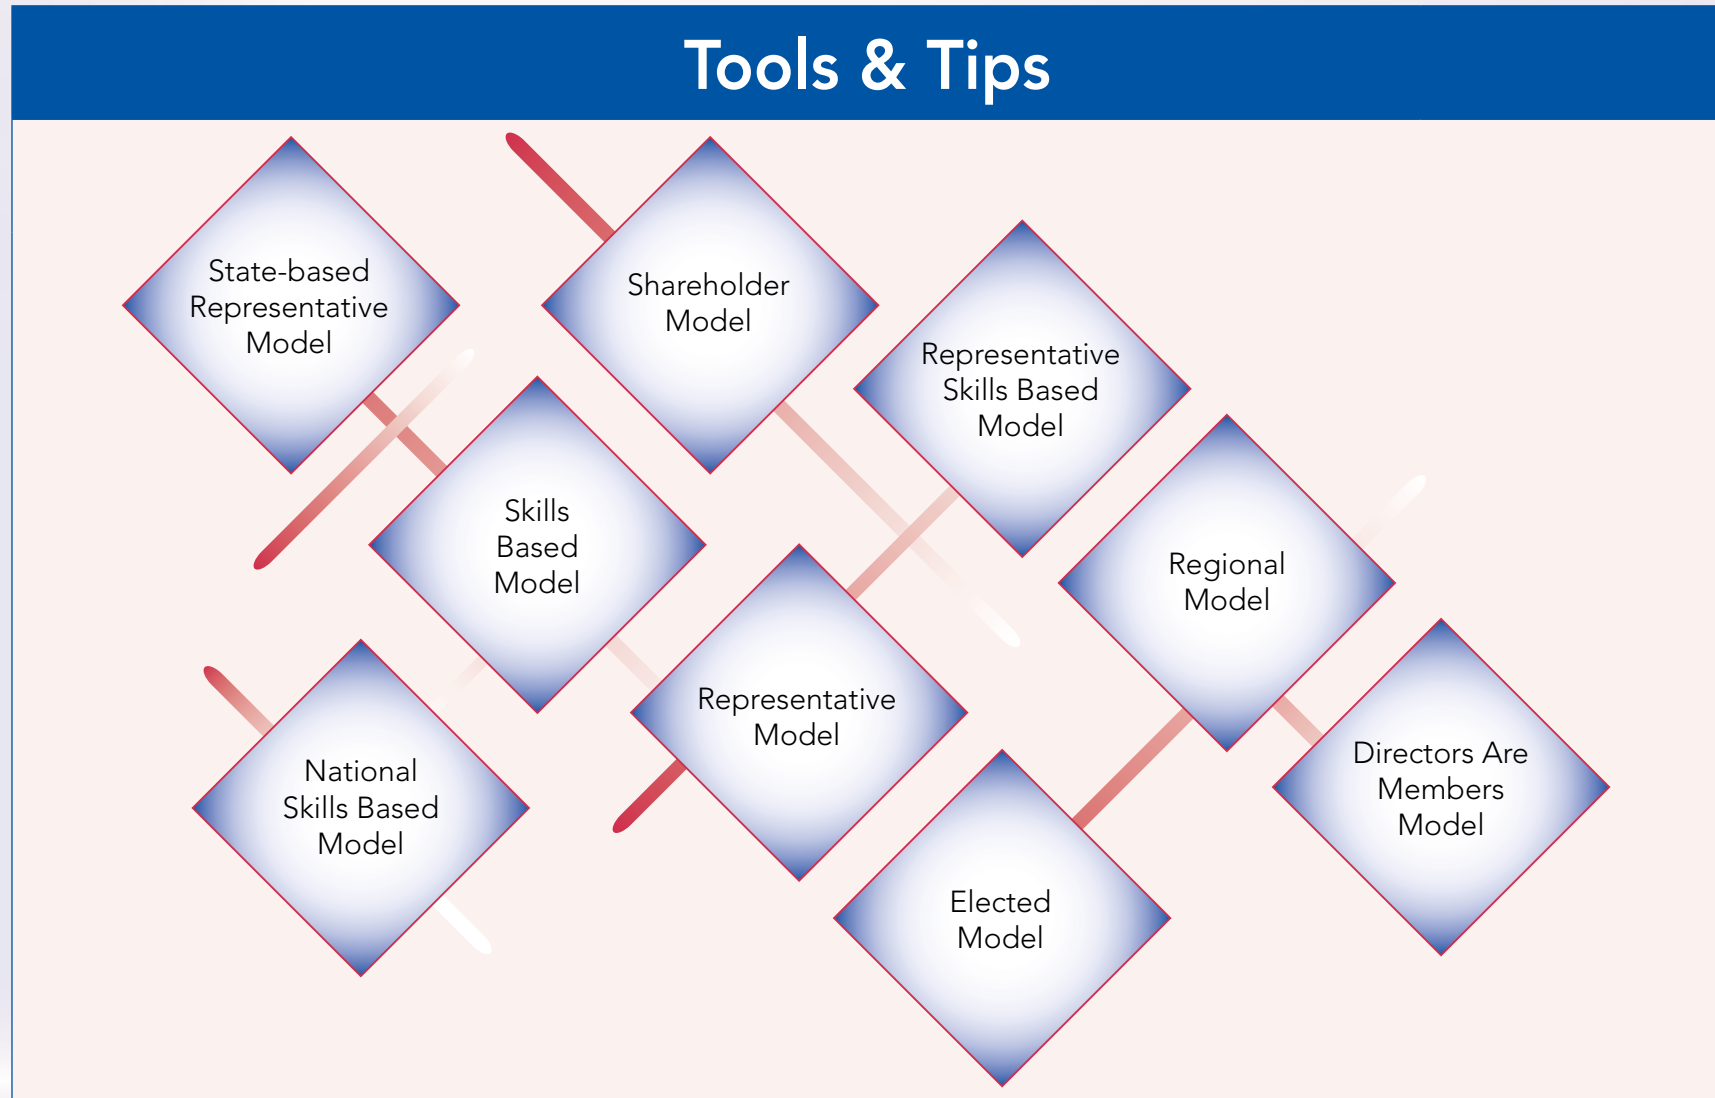 Tools & Tips
State-based
Representative
Model
Shareholder
Model
Representative
Skills Based
Model
Skills
Based
Model
Regional
Model
Representative
Model
National
Skills Based
Model
Directors Are
Members
Model
Elected
Model